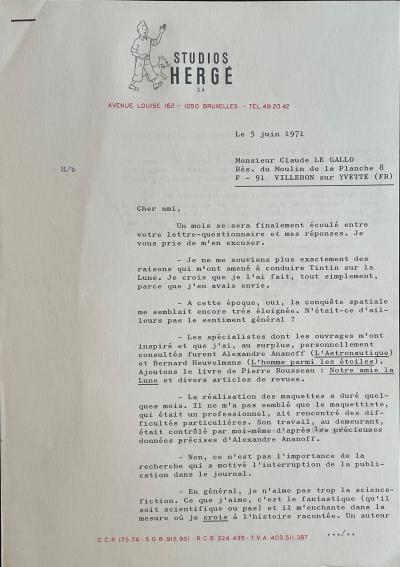 STUDIOS
HERGÉ
S.A
AVENUE LOUISE 162 - 1050 BRUXELLES - TEL. 49.20.42
Le 5 juin 1971
Monsieur Claude LE GALLO
Rés. du Moulin de la Planche 8
F - 91 VILLEBON sur YVETTE (FR)
H/b
Cher ami,
Un mois se sera finalement écoulé entre
votre lettre-questionnaire et mes réponses. Je
vous prie de m'en excuser.
- Je ne me souviens plus exactement des
raisons qui m'ont amené à conduire Tintin sur la
Lune. Je crois que je l'ai fait, tout simplement,
parce que j'en avais envie.
- A cette époque, oui, la conquête spatiale
me semblait encore très éloignée. N'était-ce d'ail-
leurs pas le sentiment général ?
- Les spécialistes dont les ouvrages m'ont
inspiré et que j'ai, au surplus, personnellement
consultés furent Alexandre Ananoff (L'Astronautique)
et Bernard Heuvelmans (L'homme parmi les étoiles).
Ajoutons le livre de Pierre Rousseau : Notre amie la
Lune et divers articles de revues.
- La réalisation des maquettes a duré quel-
ques mois. Il ne m'a pas semblé que le maquettiste,
qui était un professionnel, ait rencontré des dif-
ficultés particulières. Son travail, au demeurant,
était contrôlé par moi-même d'après les précieuses
données précises d'Alexandre Ananoff.
- Non, ce n'est pas l'importance de la
recherche qui a motivé l'interruption de la publi-
cation dans le journal.
- En général, je n'aime pas trop la science-
fiction. Ce que j'aime, c'est le fantastique (qu'il
soit scientifique ou pas) et il m'enchante dans la
mesure où je crois à l'histoire racontée. Un auteur
.../..
C.C.P. 175.74 - S.G.B. 915.951 - R.C.B. 224.435 - T.V.A. 403.511.387